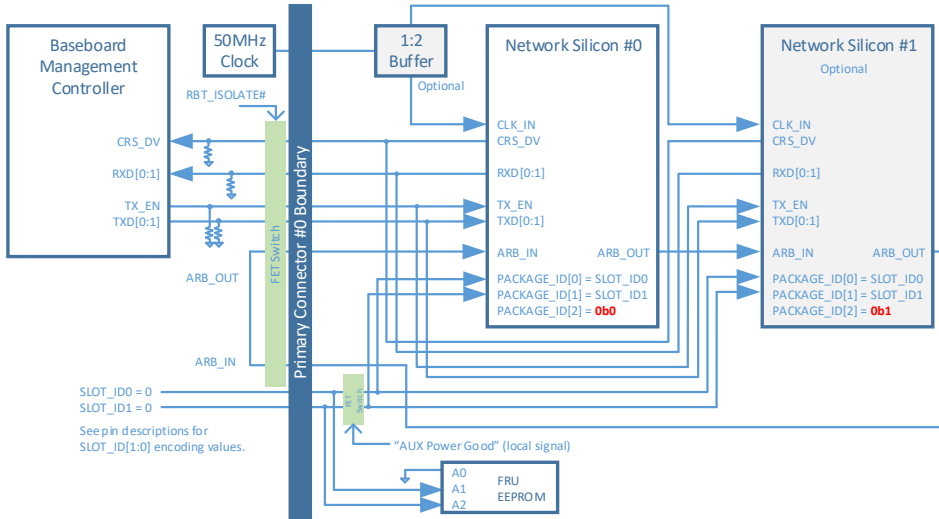 Baseboard
Management
Controller
CRS_DV
RXD[0:1]
TX_EN
TXD[0:1]
50MHz
Clock
RBT_ISOLATE#
FET Switch
Primary Connector #0 Boundary
1:2
Buffer
Optional
Network Silicon #0
CLK_IN
CRS_DV
RXD[0:1]
TX_EN
TXD[0:1]
ARB_IN
ARB_OUT
PACKAGE_ID[0] = SLOT_ID0
PACKAGE_ID[1] = SLOT_ID1
PACKAGE_ID[2] = 0b0
Network Silicon #1
Optional
CLK_IN
CRS_DV
RXD[0:1]
TX_EN
TXD[0:1]
ARB_IN
ARB_OUT
PACKAGE_ID[0] = SLOT_ID0
PACKAGE_ID[1] = SLOT_ID1
PACKAGE_ID[2] = 0b1
ARB_OUT
ARB_IN
SLOT_ID0 = 0
SLOT_ID1 = 0
See pin descriptions for
SLOT_ID[1:0] encoding values.
FET
Switch
“AUX Power Good” (local signal)
A0
A1
A2
FRU
EEPROM